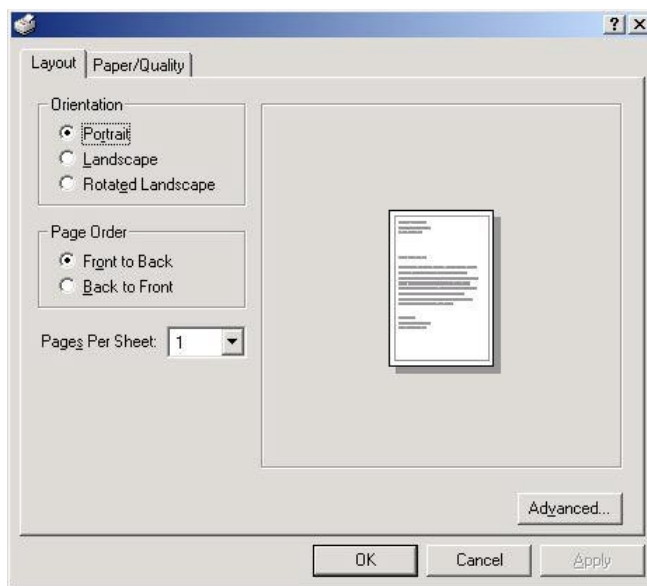 Layout
Paper/Quality
Orientation
Portrait
Landscape
Rotated Landscape
Page Order
Front to Back
Back to Front
Pages Per Sheet: 1
Advanced...
OK
Cancel
Apply